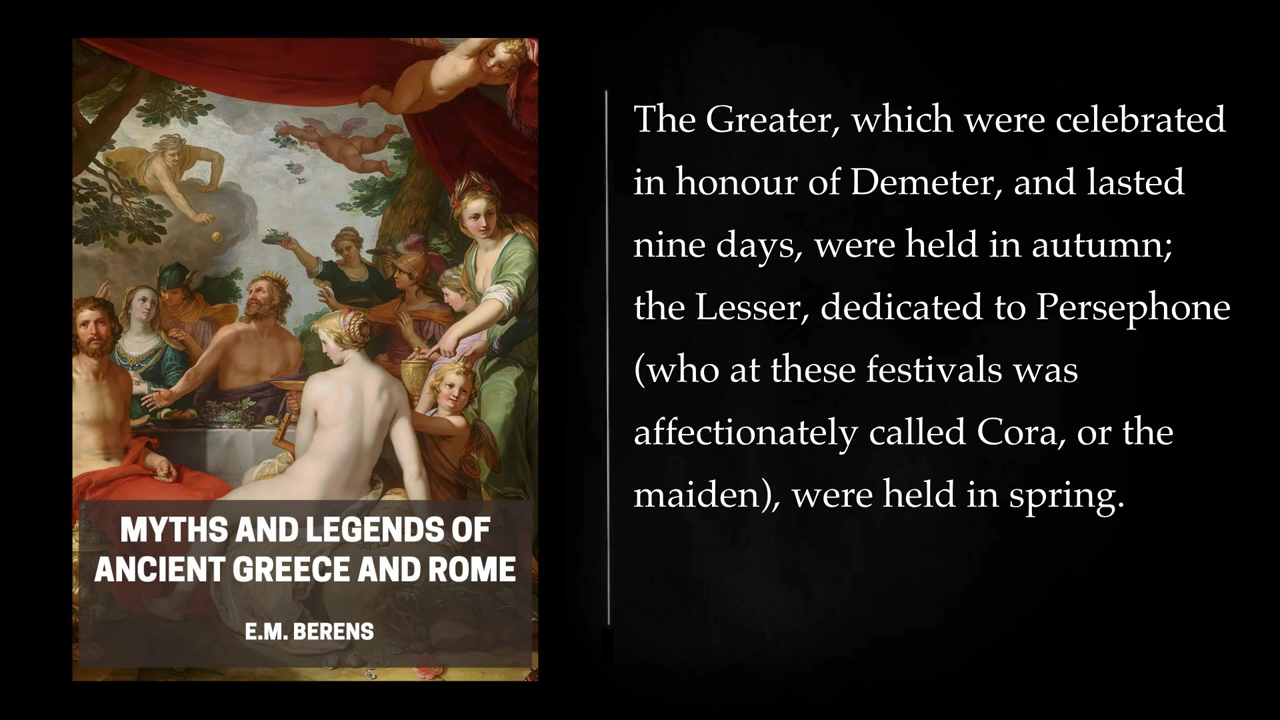 MYTHS AND LEGENDS OF
ANCIENT GREECE AND ROME
E.M. BERENS
The Greater, which were celebrated
in honour of Demeter, and lasted
nine days, were held in autumn;
the Lesser, dedicated to Persephone
(who at these festivals was
affectionately called Cora, or the
maiden), were held in spring.